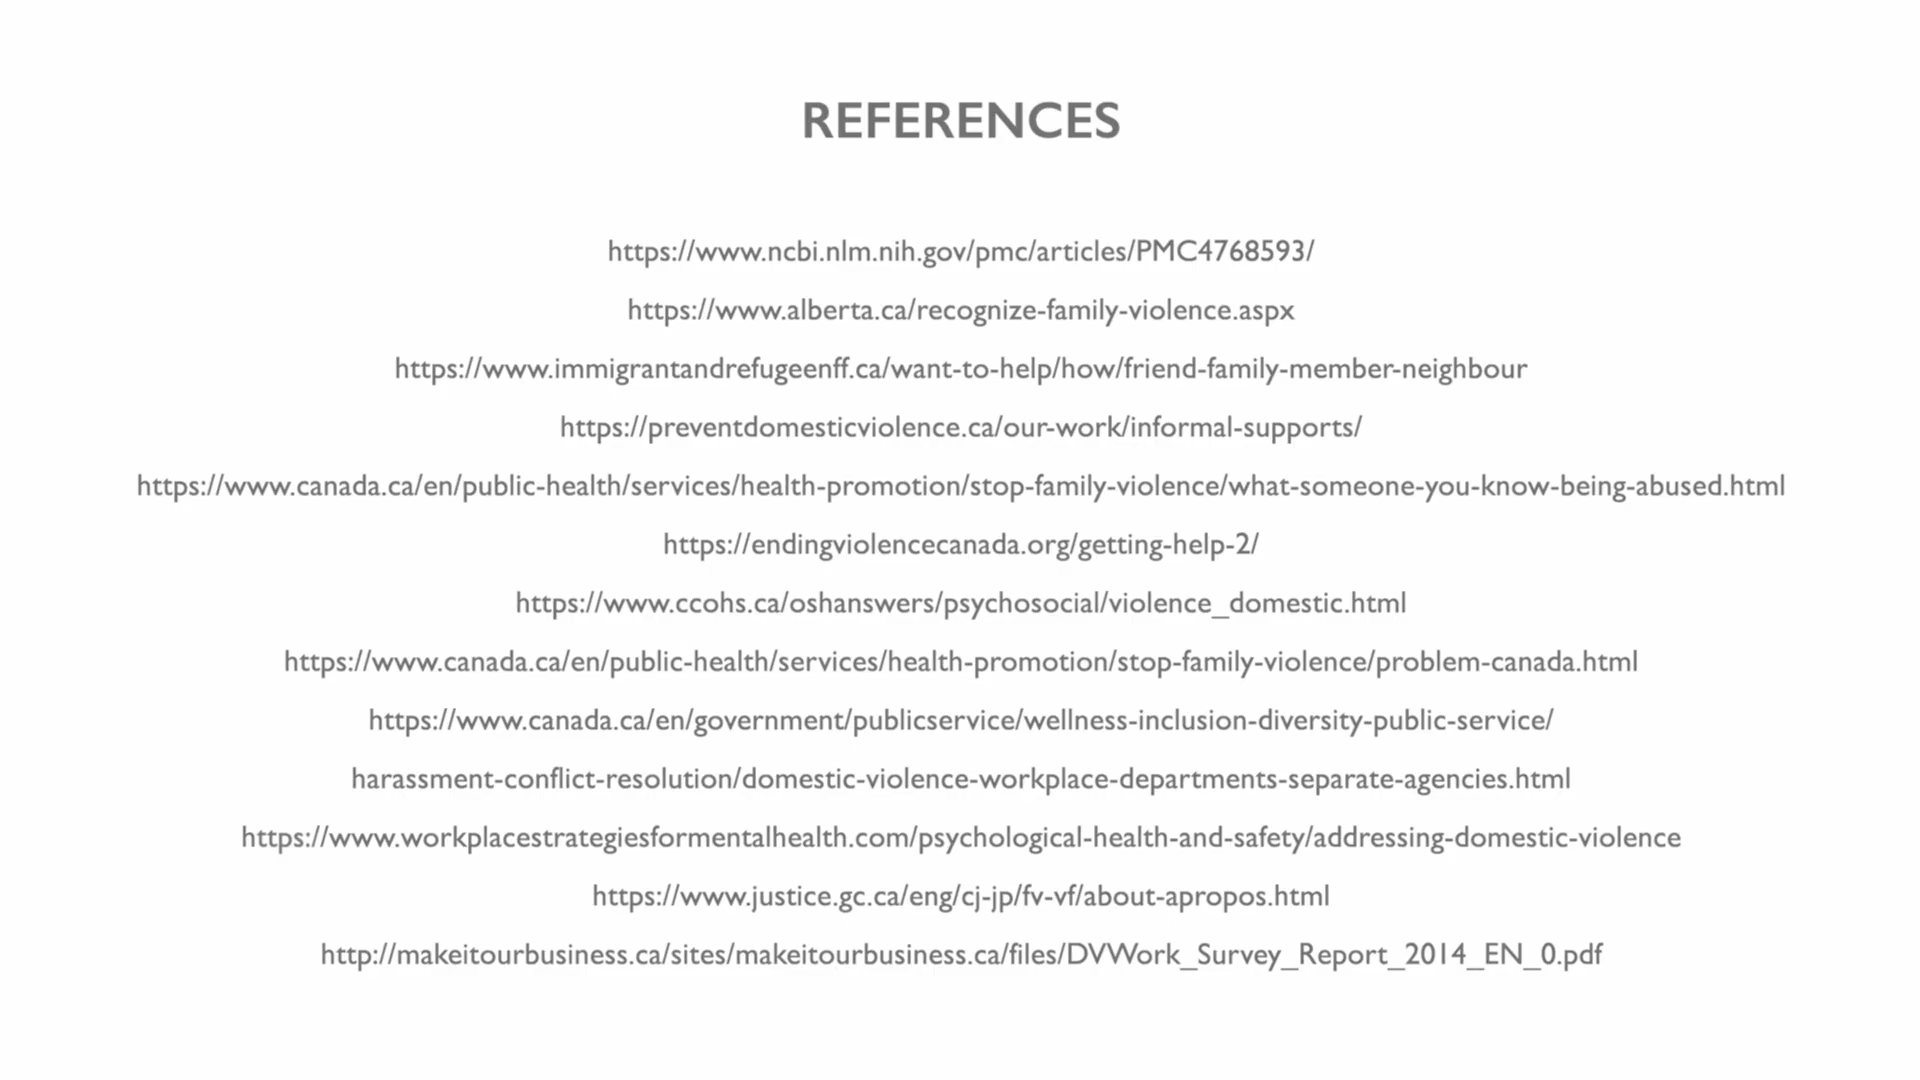 REFERENCES
https://www.ncbi.nlm.nih.gov/pmc/articles/PMC4768593/
https://www.alberta.ca/recognize-family-violence.aspx
https://www.immigrantandrefugeenff.ca/want-to-help/how/friend-family-member-neighbour
https://preventdomesticviolence.ca/our-work/informal-supports/
https://www.canada.ca/en/public-health/services/health-promotion/stop-family-violence/what-someone-you-know-being-abused.html
https://endingviolencecanada.org/getting-help-2/
https://www.ccohs.ca/oshanswers/psychosocial/violence_domestic.html
https://www.canada.ca/en/public-health/services/health-promotion/stop-family-violence/problem-canada.html
https://www.canada.ca/en/government/publicservice/wellness-inclusion-diversity-public-service/
harassment-conflict-resolution/domestic-violence-workplace-departments-separate-agencies.html
https://www.workplacestrategiesformentalhealth.com/psychological-health-and-safety/addressing-domestic-violence
https://www.justice.gc.ca/eng/cj-jp/fv-vf/about-apropos.html
http://makeitourbusiness.ca/sites/makeitourbusiness.ca/files/DVWork_Survey_Report_2014_EN_0.pdf